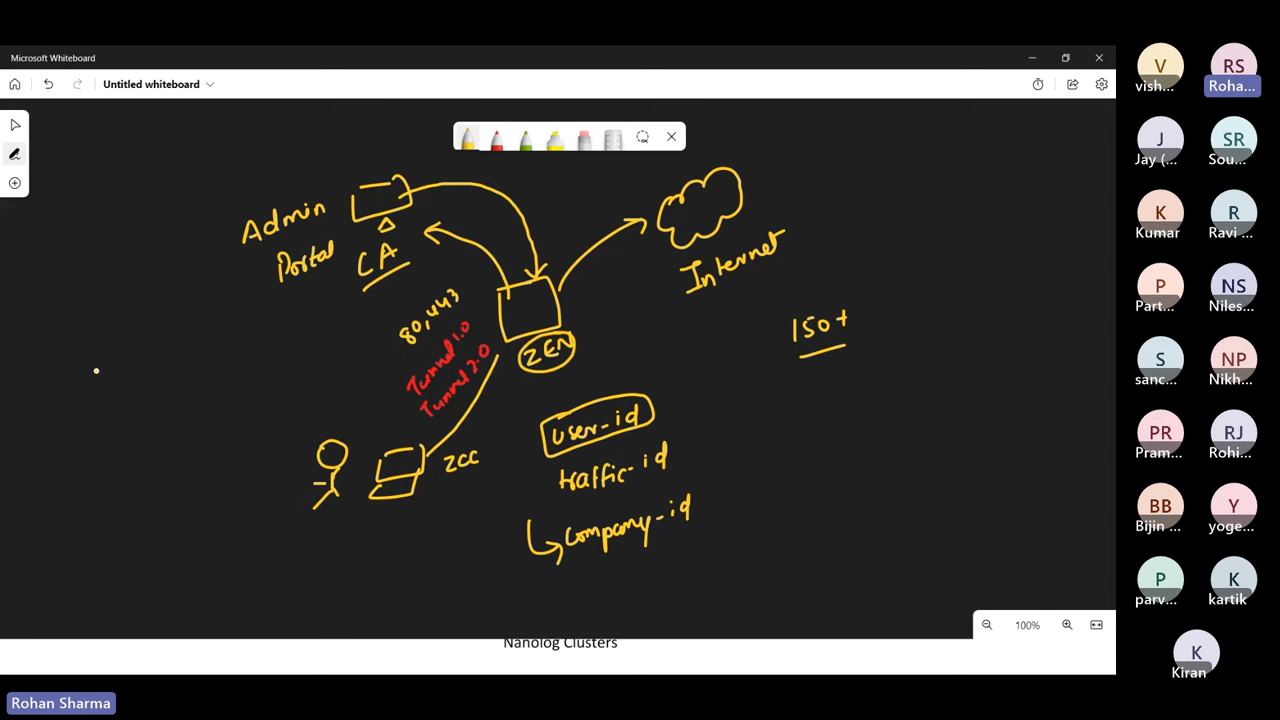 Microsoft Whiteboard
Untitled whiteboard
Admin
Portal
CA
Internet
80,443
Tunnel 1.0
Tunnel 2.0
ZEN
150+
ZCC
user-id
traffic-id
company-id
100%
Nanolog Clusters
Rohan Sharma
V
vish...
RS
Roha...
J
Jay (...
SR
Sou...
K
Kumar
R
Ravi ...
P
Part...
NS
Niles...
S
sanc...
NP
Nikh...
PR
Pram...
RJ
Rohi...
BB
Bijin ...
Y
yoge...
P
parv...
K
kartik
K
Kiran